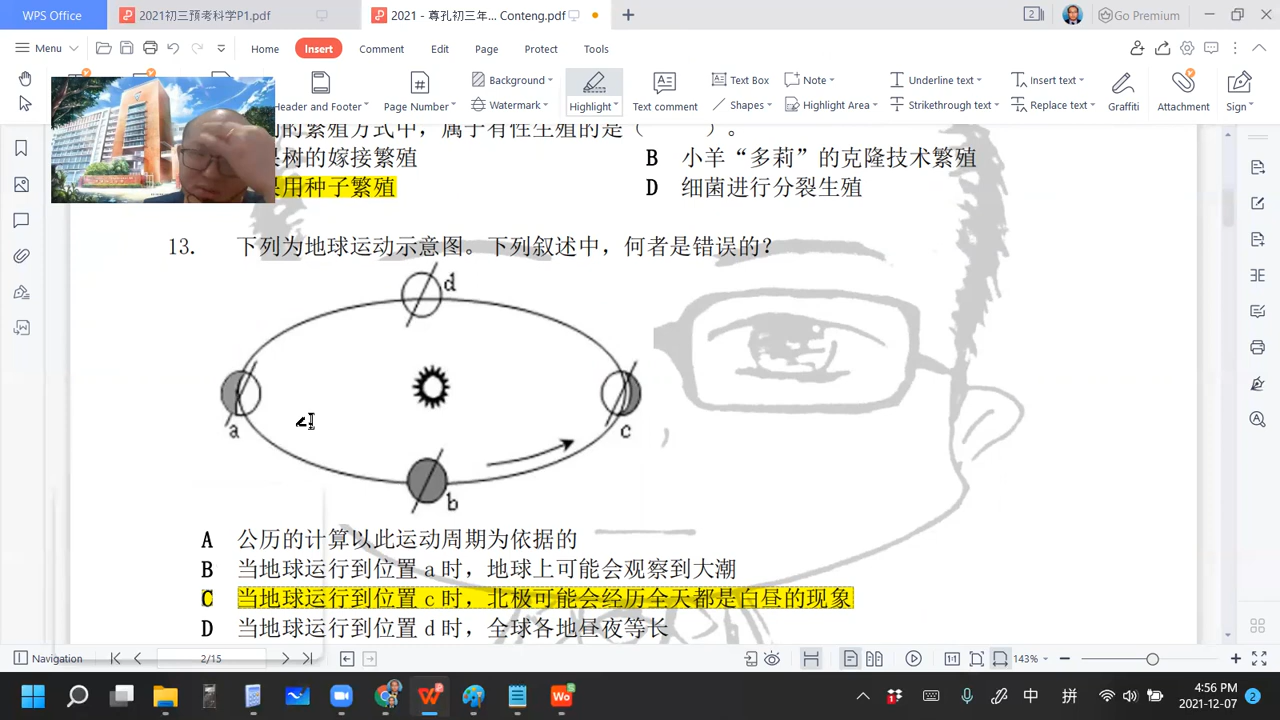 WPS Office
2021初三预考科学P1.pdf
2021 - 尊孔初三年... Conteng.pdf
2
Go Premium
Menu
Home
Insert
Comment
Edit
Page
Protect
Tools
Header and Footer
Page Number
Background
Watermark
Highlight
Text comment
Text Box
Shapes
Note
Highlight Area
Underline text
Strikethrough text
Insert text
Replace text
Graffiti
Attachment
Sign
的繁殖方式中，属于有性生殖的是（ ）。
树的嫁接繁殖
B 小羊“多莉”的克隆技术繁殖
用种子繁殖
D 细菌进行分裂生殖
13. 下列为地球运动示意图。下列叙述中，何者是错误的？
d
a
c
b
A 公历的计算以此运动周期为依据的
B 当地球运行到位置 a 时，地球上可能会观察到大潮
C 当地球运行到位置 c 时，北极可能会经历全天都是白昼的现象
D 当地球运行到位置 d 时，全球各地昼夜等长
Navigation
2/15
143%
中
拼
4:56 PM
2021-12-07
2